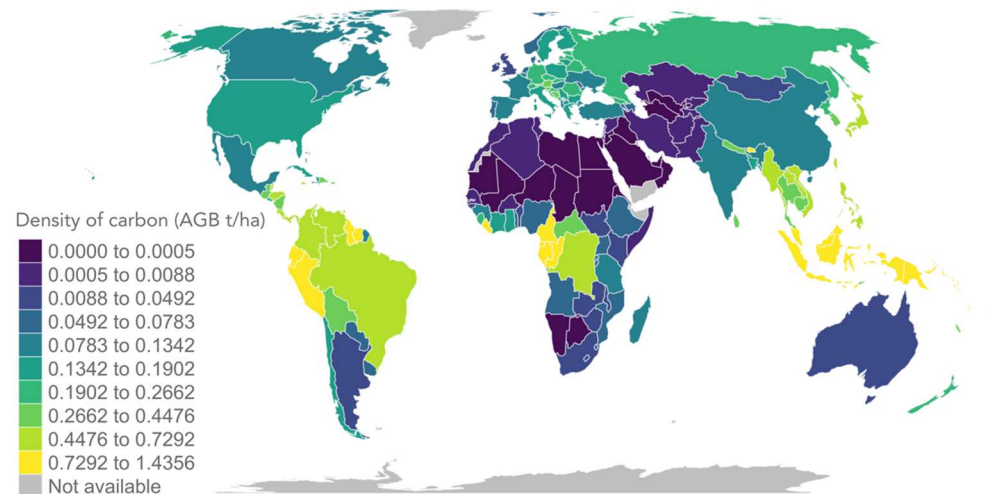 Density of carbon (AGB t/ha)
0.0000 to 0.0005
0.0005 to 0.0088
0.0088 to 0.0492
0.0492 to 0.0783
0.0783 to 0.1342
0.1342 to 0.1902
0.1902 to 0.2662
0.2662 to 0.4476
0.4476 to 0.7292
0.7292 to 1.4356
Not available